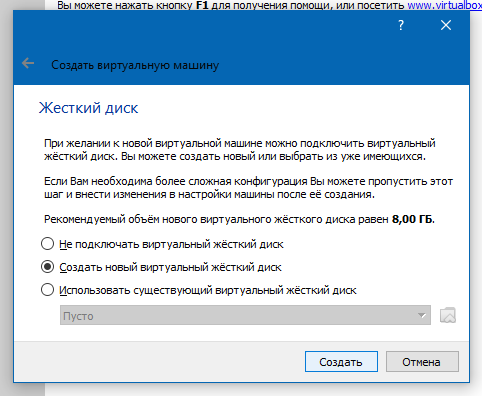 Вы можете нажать кнопку F1 для получения помощи, или посетить www.virtualbox
?
Создать виртуальную машину
Жесткий диск
При желании к новой виртуальной машине можно подключить виртуальный
жёсткий диск. Вы можете создать новый или выбрать из уже имеющихся.
Если Вам необходима более сложная конфигурация Вы можете пропустить этот
шаг и внести изменения в настройки машины после её создания.
Рекомендуемый объём нового виртуального жёсткого диска равен 8,00 ГБ.
Не подключать виртуальный жёсткий диск
Создать новый виртуальный жёсткий диск
Использовать существующий виртуальный жёсткий диск
Пусто
Создать
Отмена